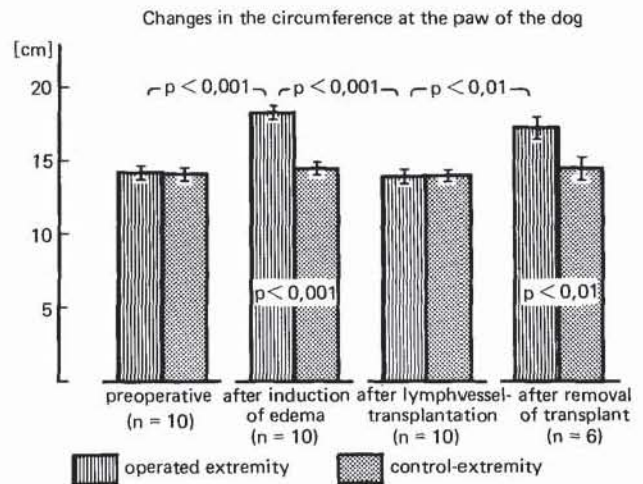 Changes in the circumference at the paw of the dog
[cm]
20
15
10
5
p < 0,001
p < 0,001
p < 0,01
p < 0,001
p < 0,01
preoperative
(n = 10)
after induction
of edema
(n = 10)
after lymphvessel-
transplantation
(n = 10)
after removal
of transplant
(n = 6)
operated extremity
control-extremity